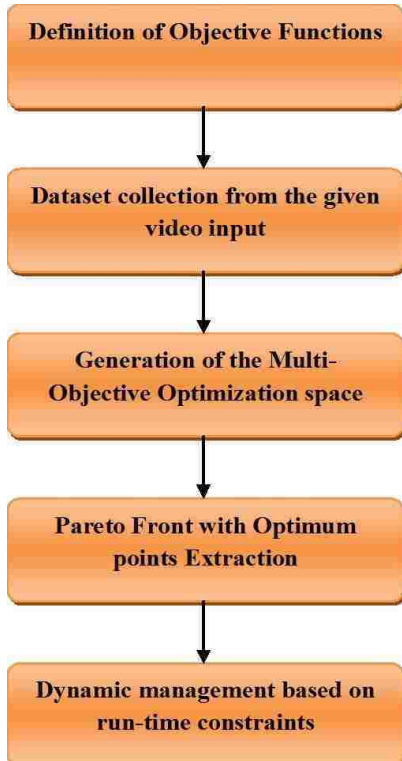 Definition of Objective Functions
Dataset collection from the given
video input
Generation of the Multi-
Objective Optimization space
Pareto Front with Optimum
points Extraction
Dynamic management based on
run-time constraints